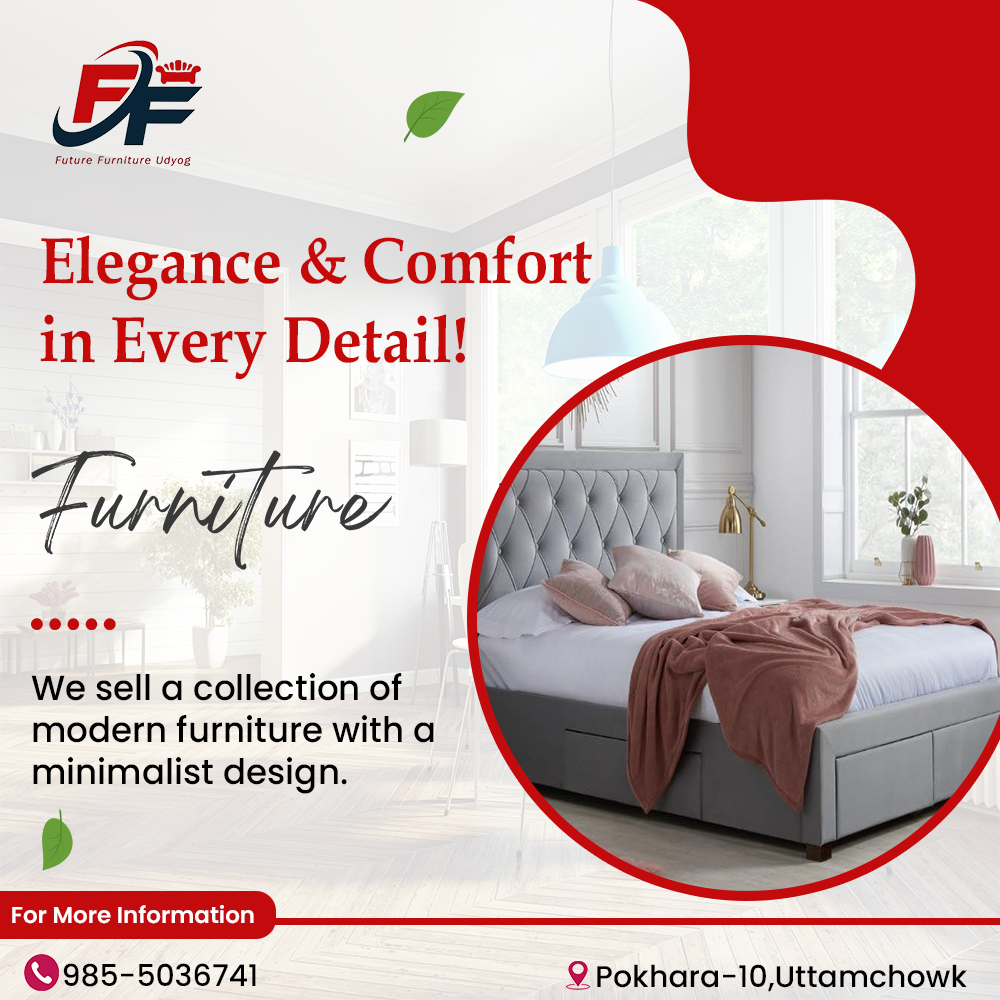 FF
Future Furniture Udyog
Elegance & Comfort
in Every Detail!
Furniture
We sell a collection of
modern furniture with a
minimalist design.
For More Information
985-5036741
Pokhara-10,Uttamchowk